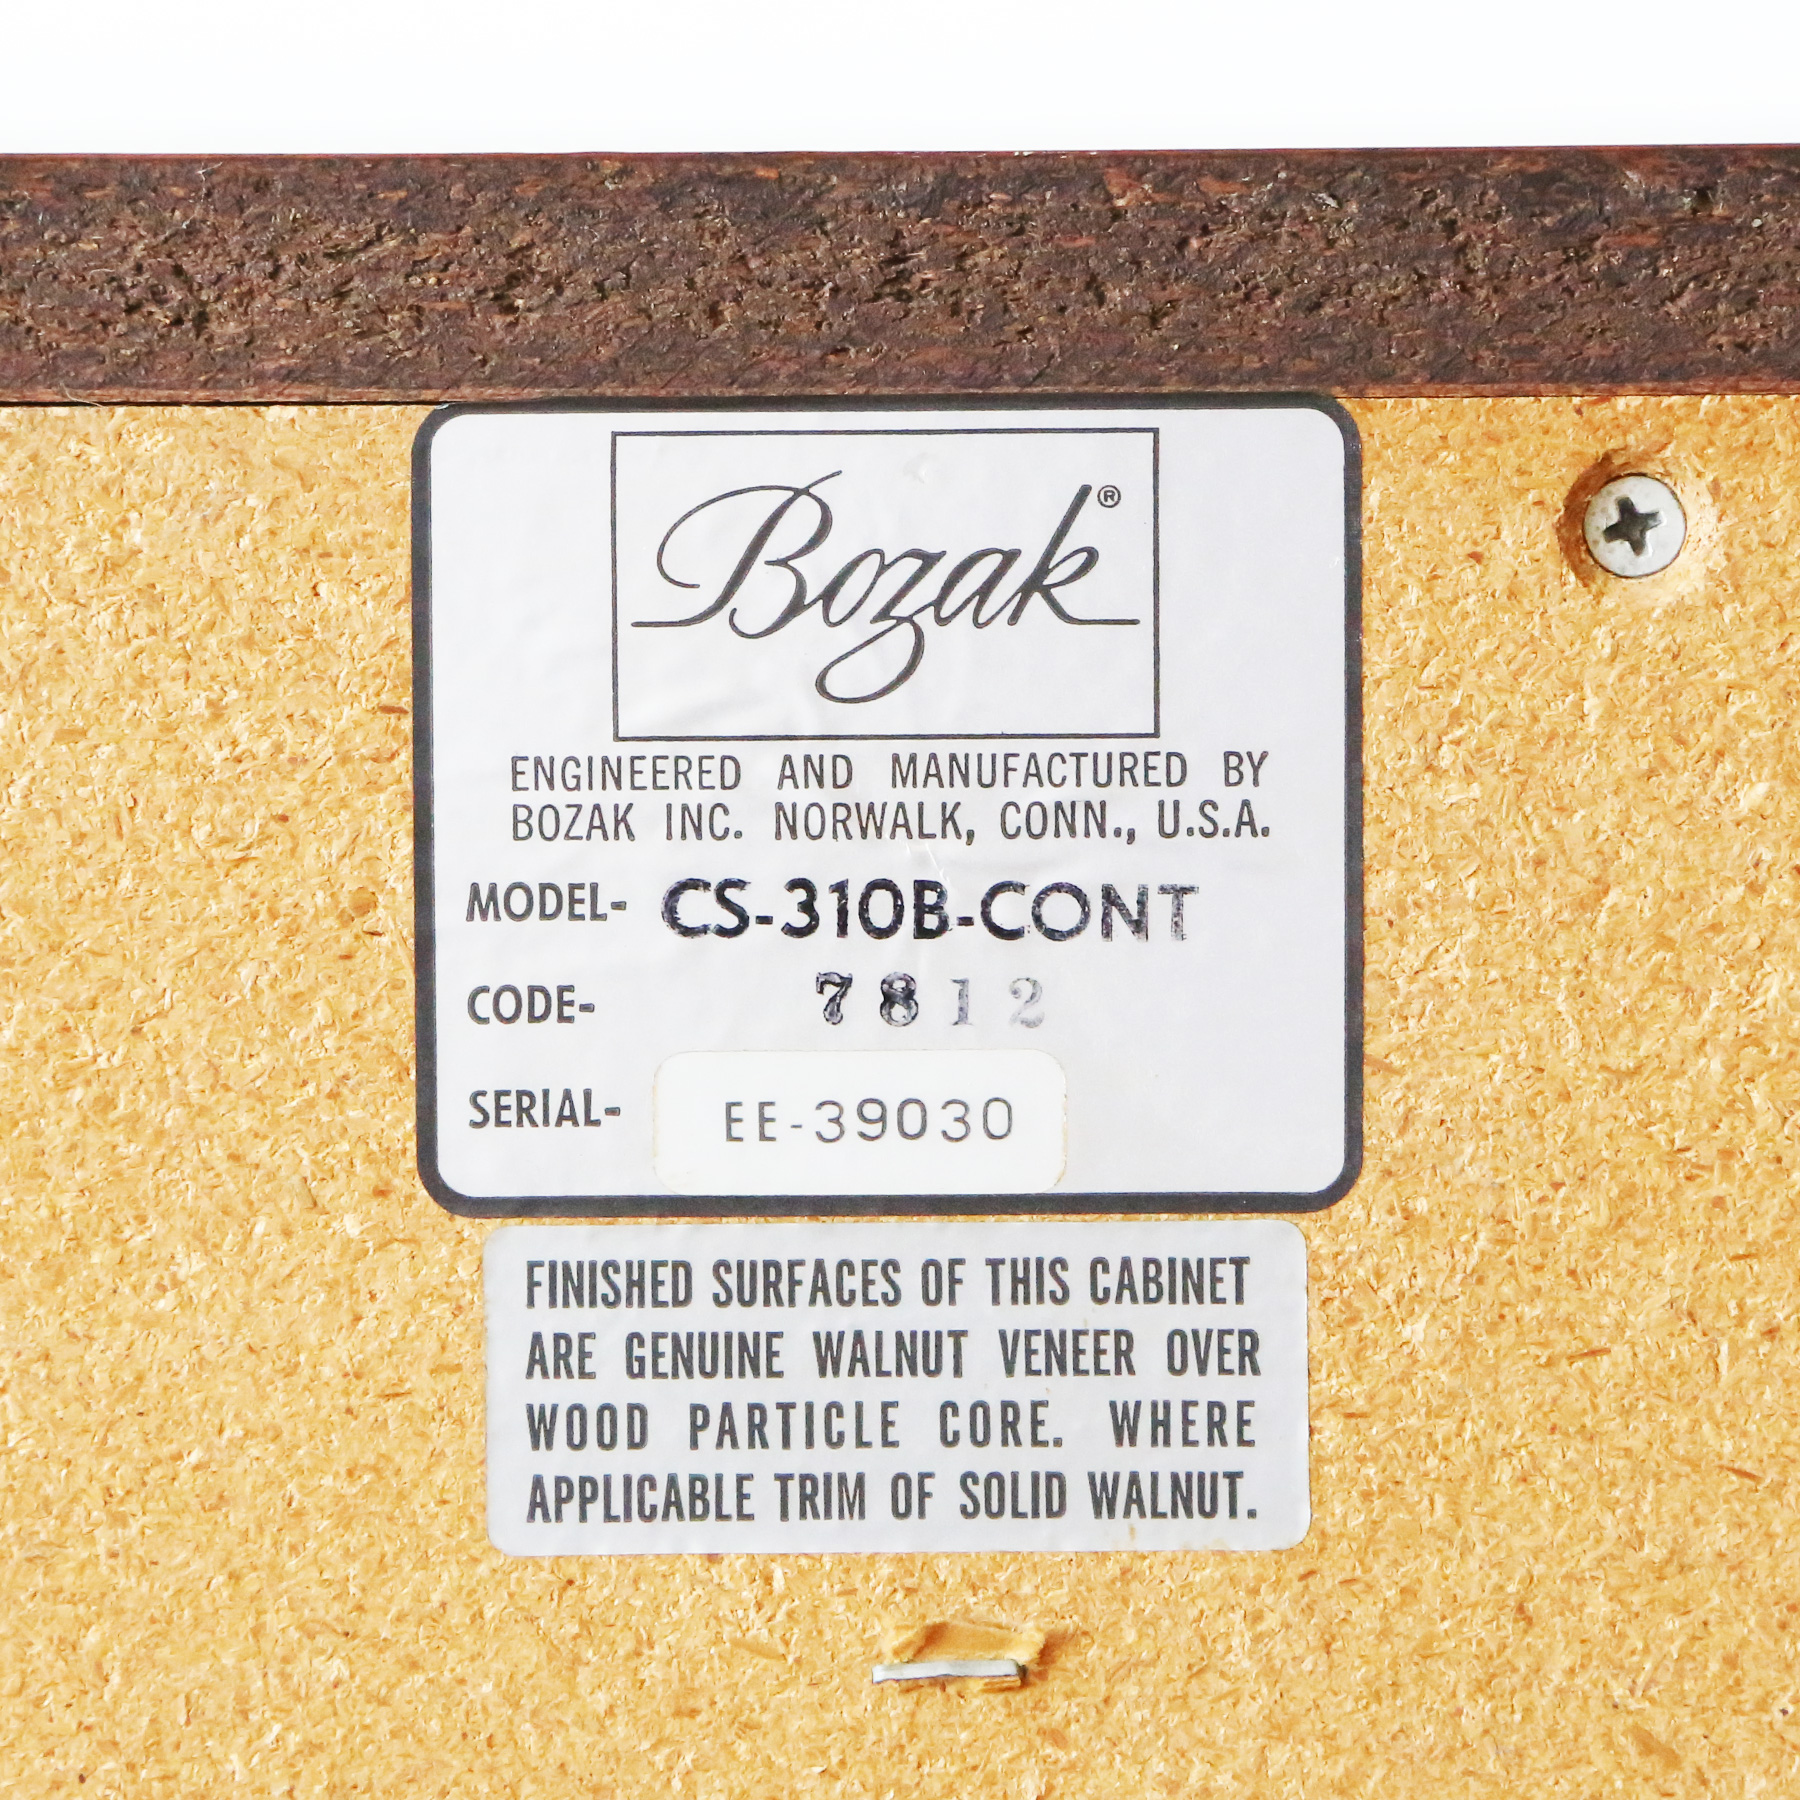 Bozak®
ENGINEERED AND MANUFACTURED BY
BOZAK INC. NORWALK, CONN., U.S.A.
MODEL- CS-310B-CONT
CODE- 7812
SERIAL- EE-39030
FINISHED SURFACES OF THIS CABINET
ARE GENUINE WALNUT VENEER OVER
WOOD PARTICLE CORE. WHERE
APPLICABLE TRIM OF SOLID WALNUT.